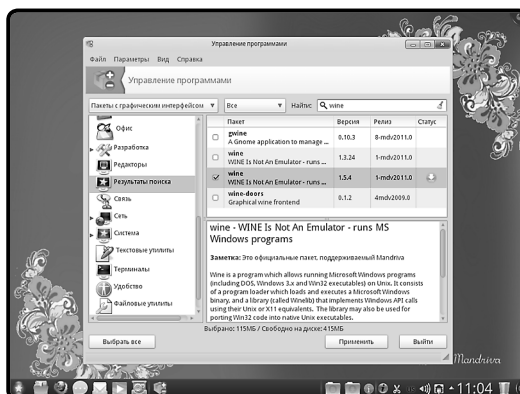 Управление программами
Файл Параметры Вид Справка
Управление программами
Пакеты с графическим интерфейсом
Все
Найти:
wine
Офис
Разработка
Редакторы
Результаты поиска
Связь
Сеть
Система
Текстовые утилиты
Терминалы
Удобство
Файловые утилиты
Пакет Версия Релиз Статус
gwine 0.10.3 8-mdv2011.0
A Gnome application to manage ...
wine 1.3.24 1-mdv2011.0
WINE Is Not An Emulator - runs ...
wine 1.5.4 1-mdv2011.0
WINE Is Not An Emulator - runs ...
wine-doors 0.1.2 4mdv2009.0
Graphical wine frontend
wine - WINE Is Not An Emulator - runs MS
Windows programs
Заметка: Это официальные пакет, поддерживаемый Mandriva
Wine is a program which allows running Microsoft Windows programs
(including DOS, Windows 3.x and Win32 executables) on Unix. It consists
of a program loader which loads and executes a Microsoft Windows
binary, and a library (called Winelib) that implements Windows API calls
using their Unix or X11 equivalents. The library may also be used for
porting Win32 code into native Unix executables.
Выбрано: 115МБ / Свободно на диске: 415МБ
Выбрать все
Применить
Выйти
Mandriva
11:04